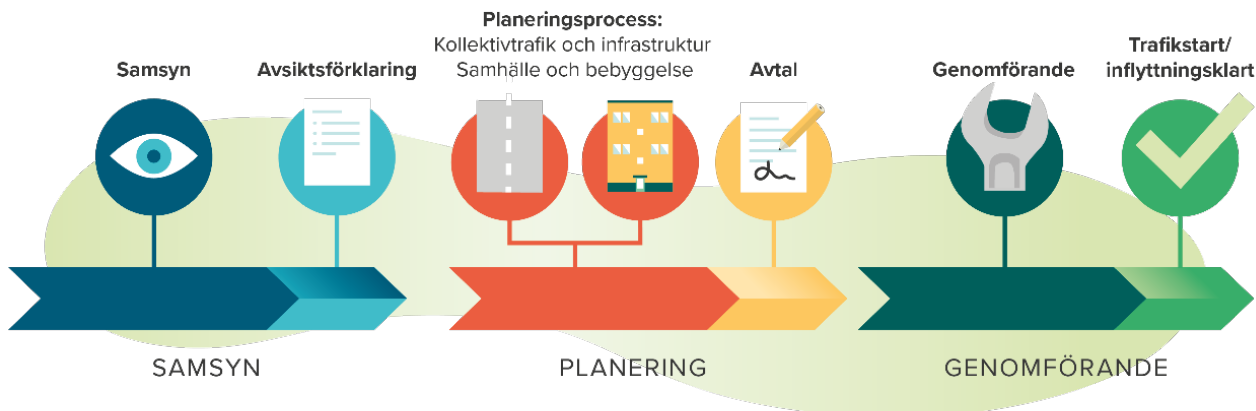 Samsyn
Avsiktsförklaring
Planeringsprocess:
Kollektivtrafik och infrastruktur
Samhälle och bebyggelse
Avtal
Genomförande
Trafikstart/
inflyttningsklart
SAMSYN
PLANERING
GENOMFÖRANDE